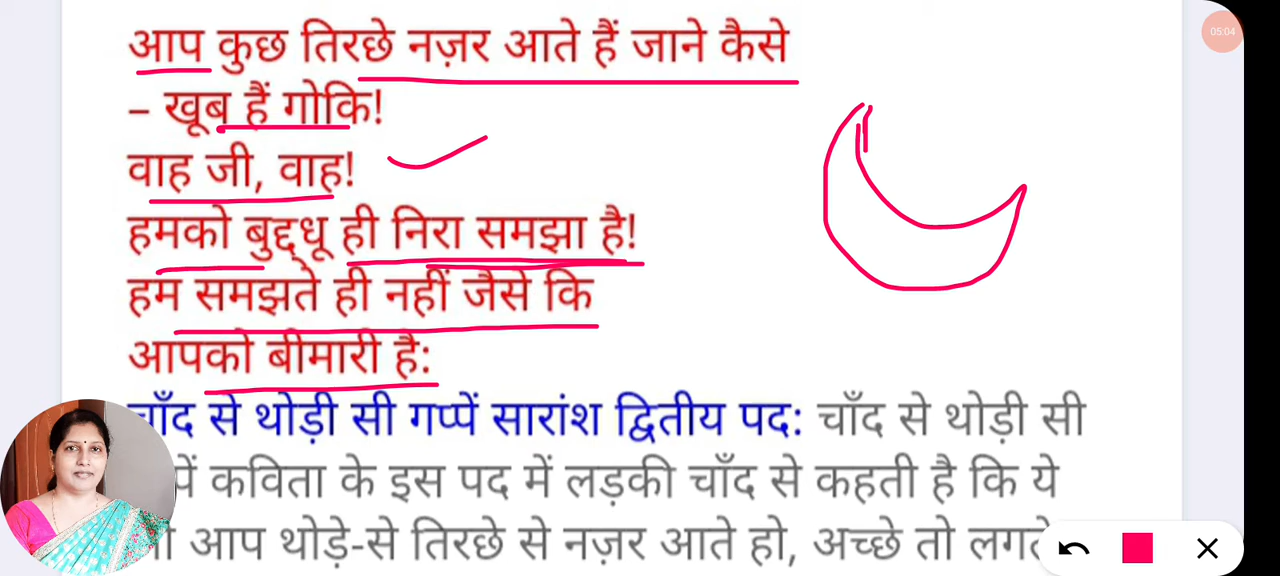 आप कुछ तिरछे नज़र आते हैं जाने कैसे
– खूब हैं गोकि!
वाह जी, वाह!
हमको बुद्धू ही निरा समझा है!
हम समझते ही नहीं जैसे कि
आपको बीमारी है:
चाँद से थोड़ी सी गप्पें सारांश द्वितीय पद: चाँद से थोड़ी सी
कविता के इस पद में लड़की चाँद से कहती है कि ये
आप थोड़े-से तिरछे से नज़र आते हो, अच्छे तो
05:04